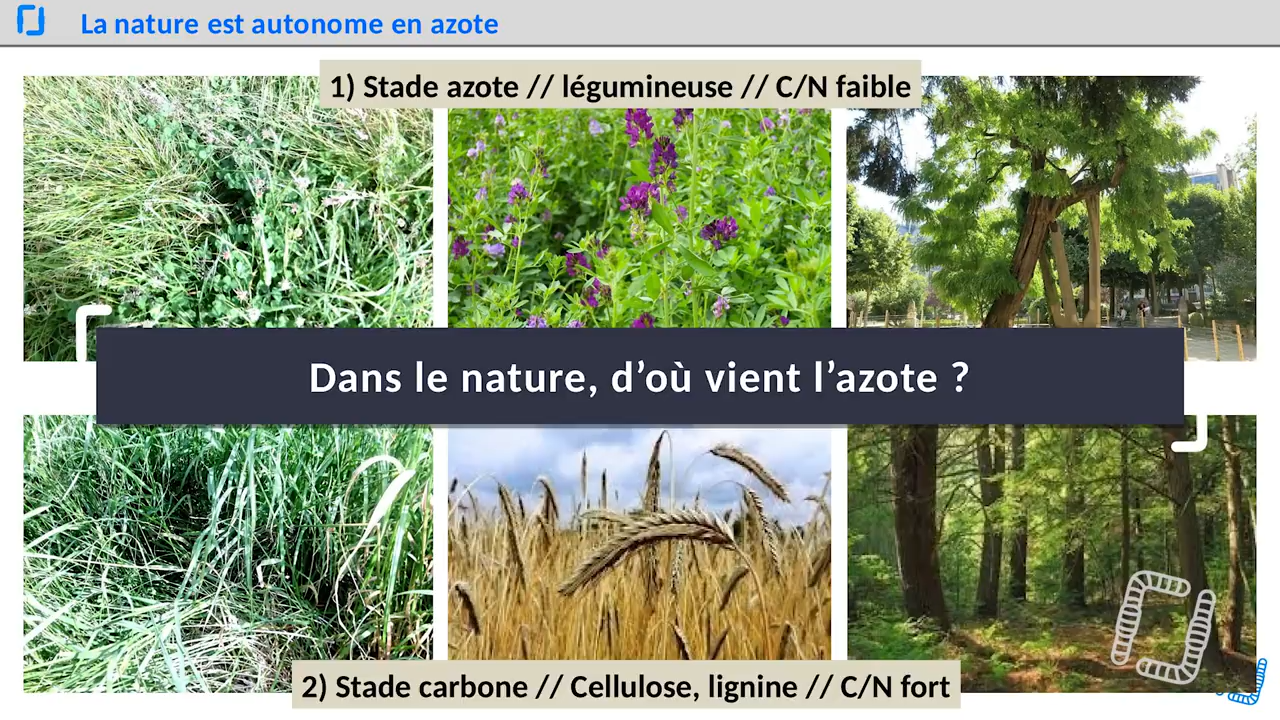 La nature est autonome en azote
1) Stade azote // légumineuse // C/N faible
Dans le nature, d’où vient l’azote ?
2) Stade carbone // Cellulose, lignine // C/N fort